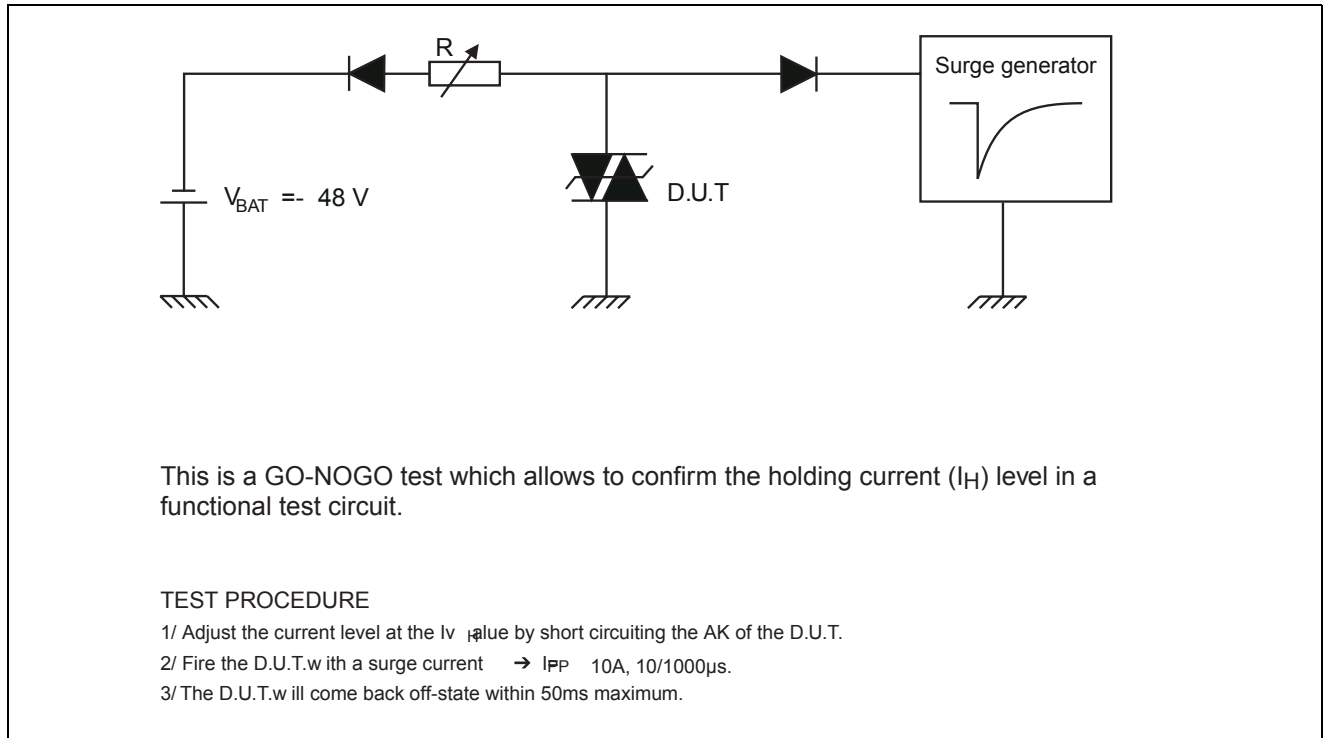 R
Surge generator
VBAT =- 48 V
D.U.T
This is a GO-NOGO test which allows to confirm the holding current (IH) level in a
functional test circuit.
TEST PROCEDURE
1/ Adjust the current level at the Iv Halue by short circuiting the AK of the D.U.T.
2/ Fire the D.U.T.w ith a surge current ➔ IPP 10A, 10/1000µs.
3/ The D.U.T.w ill come back off-state within 50ms maximum.